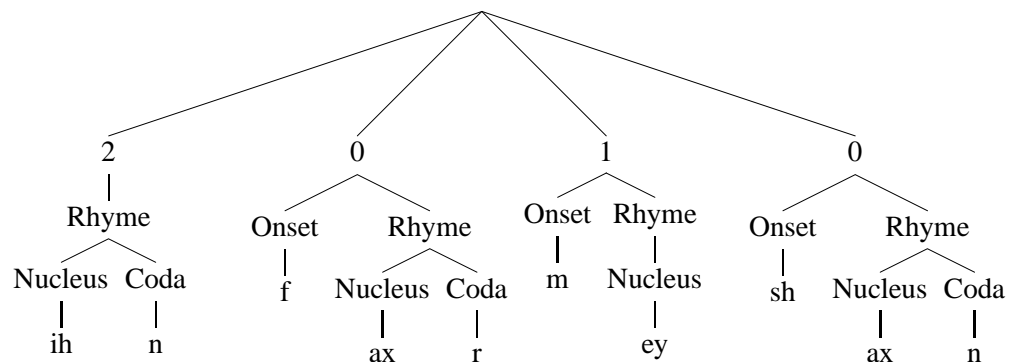 2 0 1 0
Rhyme Onset Rhyme Onset Rhyme Onset Rhyme
Nucleus Coda f Nucleus Coda m Nucleus sh Nucleus Coda
ih n ax r ey ax n